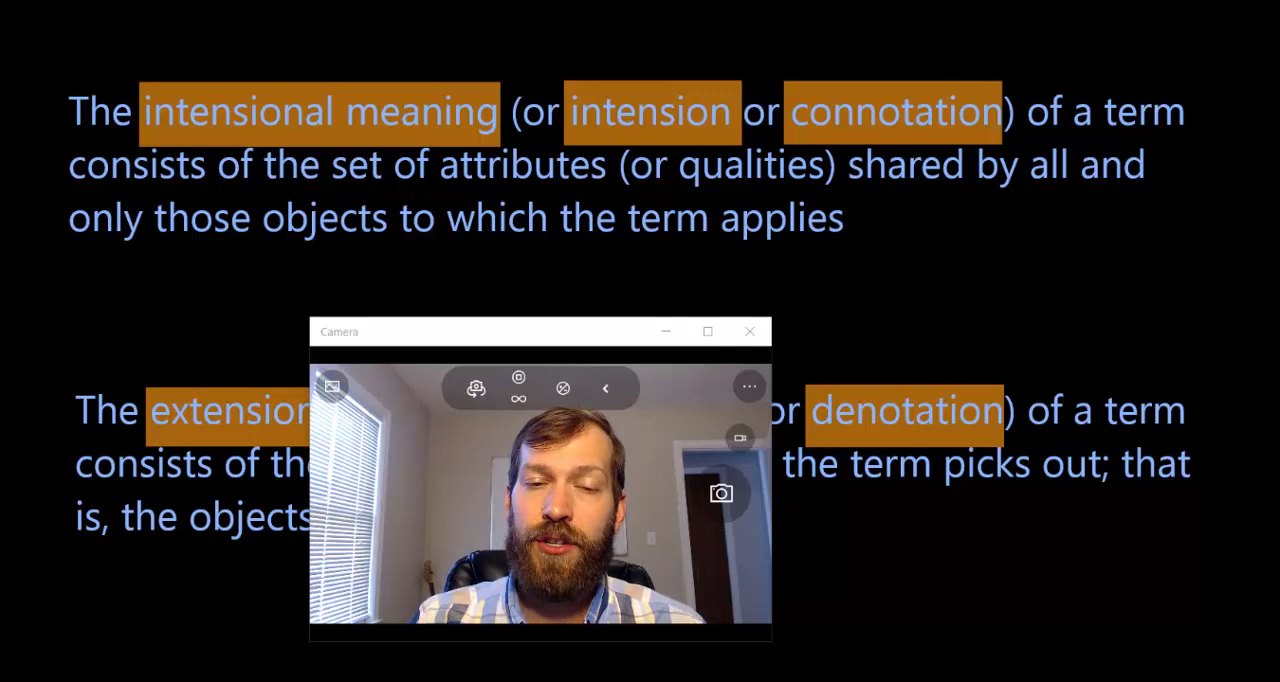 The intensional meaning (or intension or connotation) of a term
consists of the set of attributes (or qualities) shared by all and
only those objects to which the term applies
Camera
The extension or denotation) of a term
consists of the the term picks out; that
is, the objects